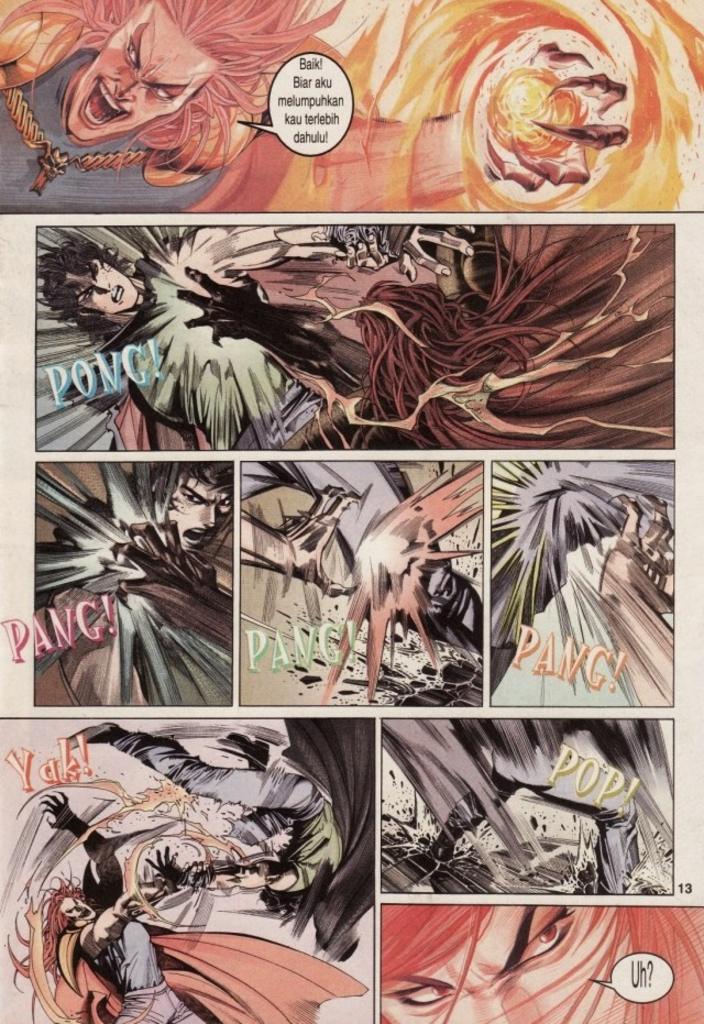 Baik!
Biar aku
melumpuhkan
kau terlebih
dahulu!
PONG!
PANG!
PANG!
PANG!
Yak!
POP!
13
Uh?